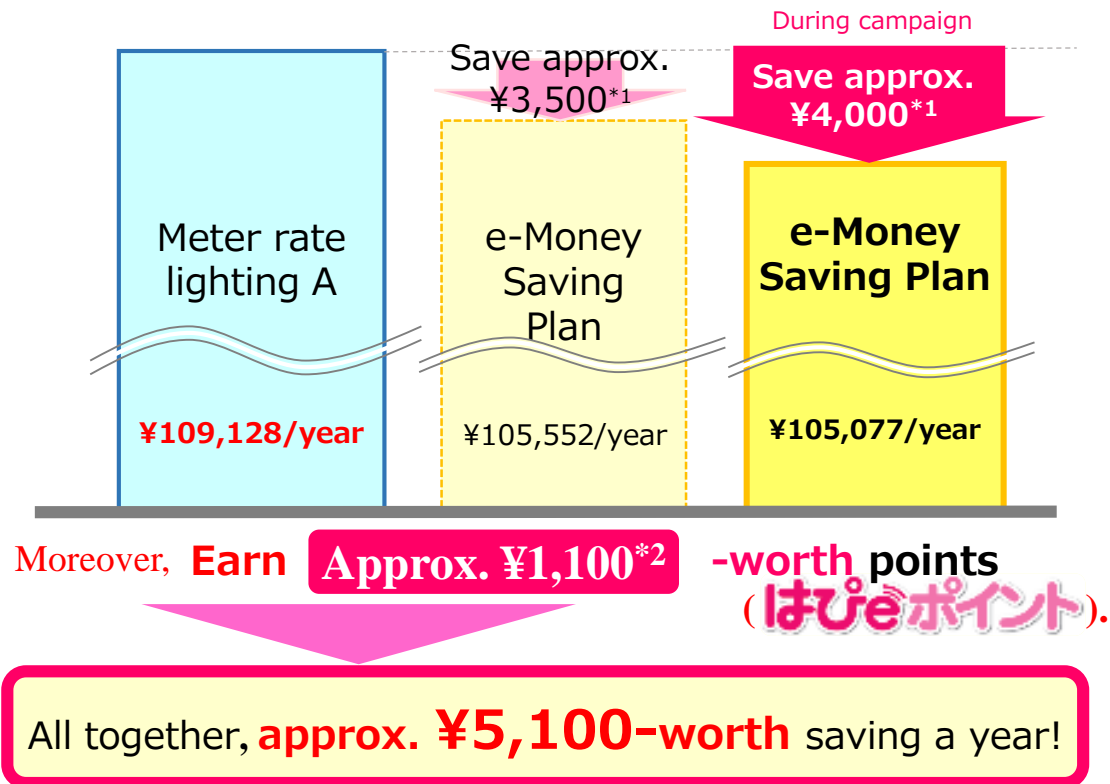 During campaign
Save approx.
¥3,500*1
Save approx.
¥4,000*1
Meter rate
lighting A
e-Money
Saving
Plan
e-Money
Saving Plan
¥109,128/year
¥105,552/year
¥105,077/year
Moreover, Earn Approx. ¥1,100*2 -worth points
(はぴeポイント).
All together, approx. ¥5,100-worth saving a year!